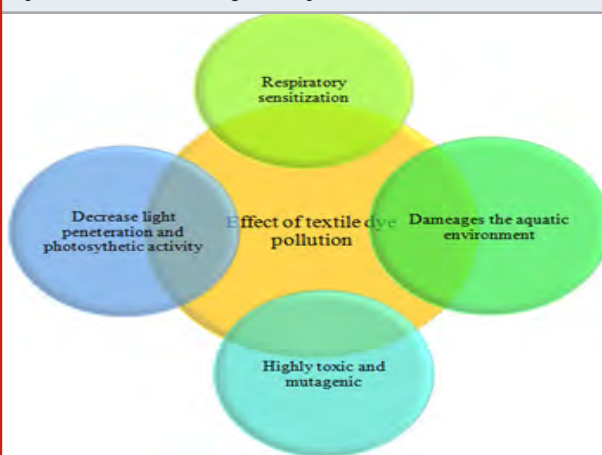 Respiratory
sensitization
Decrease light
peneteration and
photosythetic activity
Effect of textile dye
pollution
Dameages the aquatic
environment
Highly toxic and
mutagenic